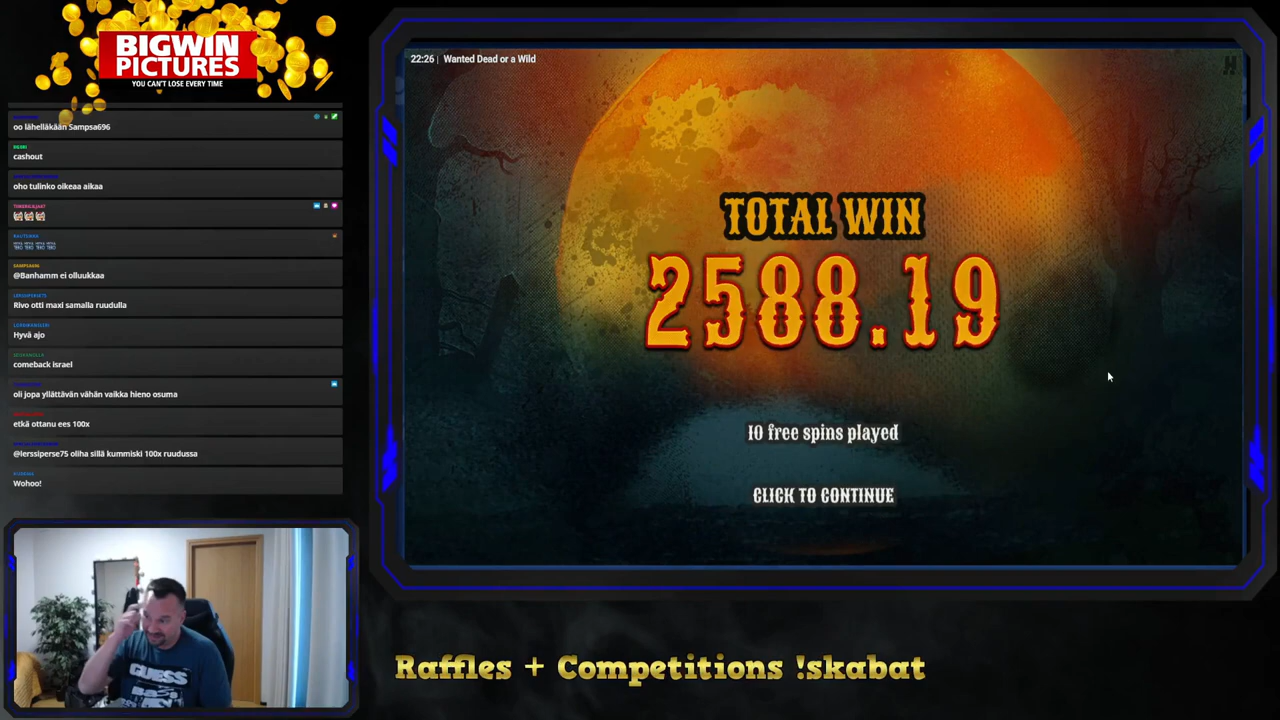 BIGWIN
PICTURES
YOU CAN'T LOSE EVERY TIME
oo lähelläkään Sampsa696
cashout
oho tulinko oikeaa aikaa
@Banhamm ei olluukkaa
Rivo otti maxi samalla ruudulla
Hyvä ajo
comeback israel
oli jopa yllättävän vähän vaikka hieno osuma
etkä ottanu ees 100x
@lerssiperse75 oliha sillä kummiski 100x ruudussa
Wohoo!
22:26 | Wanted Dead or a Wild
TOTAL WIN
2588.19
10 free spins played
CLICK TO CONTINUE
GUESS
Raffles + Competitions !skabat